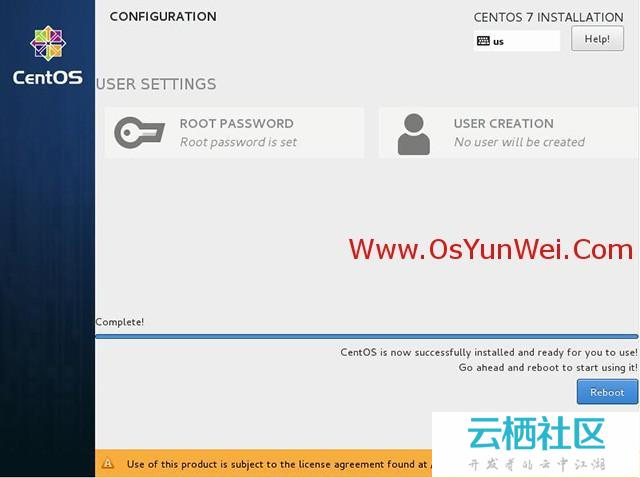 CONFIGURATION
CENTOS 7 INSTALLATION
us
Help!
CentOS
USER SETTINGS
ROOT PASSWORD
Root password is set
USER CREATION
No user will be created
Www.OsYunWei.Com
Complete!
CentOS is now successfully installed and ready for you to use!
Go ahead and reboot to start using it!
Reboot
云栖社区
开发者的云中江湖
Use of this product is subject to the license agreement found at